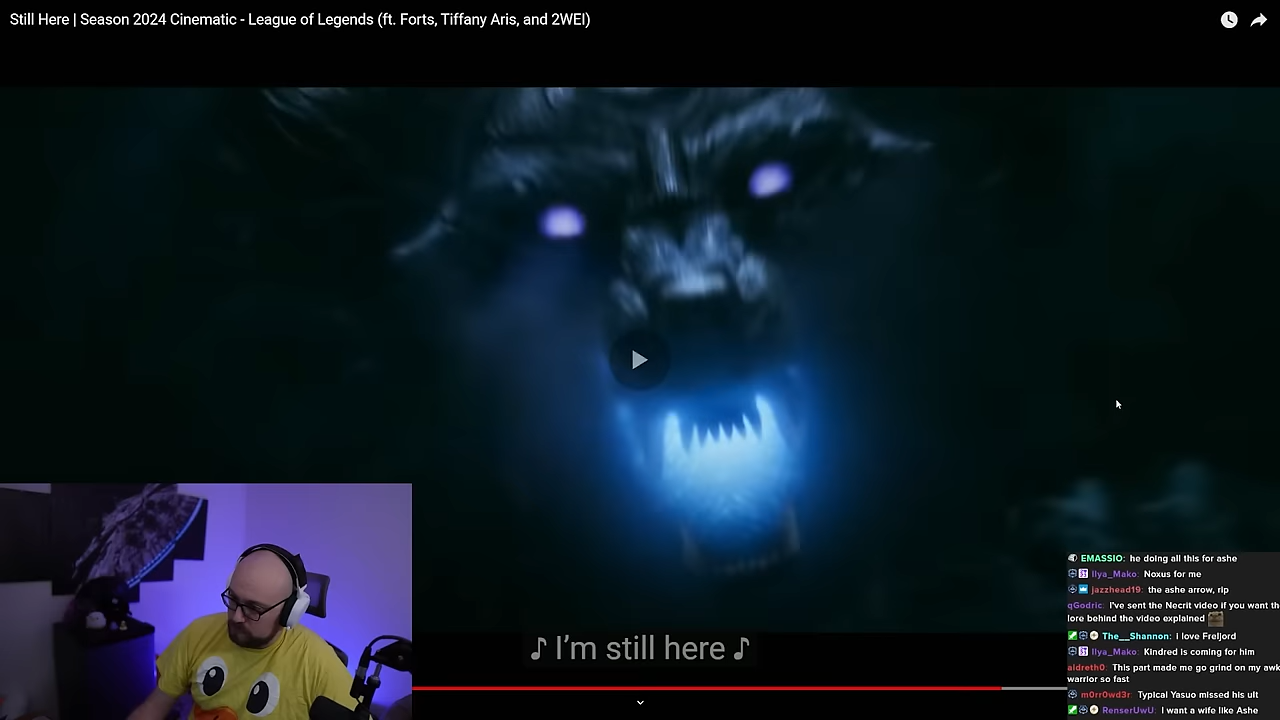 Still Here | Season 2024 Cinematic - League of Legends (ft. Forts, Tiffany Aris, and 2WEI)
♪ I'm still here ♪
EMASSIO: he doing all this for ashe
Ilya_Mako: Noxus for me
jazzhead19: the ashe arrow, rip
qGodric: I've sent the Necrit video if you want the
lore behind the video explained
The__Shannon: I love Freljord
Ilya_Mako: Kindred is coming for him
aldreth0: This part made me go grind on my awk
warrior so fast
m0rr0wd3r: Typical Yasuo missed his ult
RenserUwU: I want a wife like Ashe